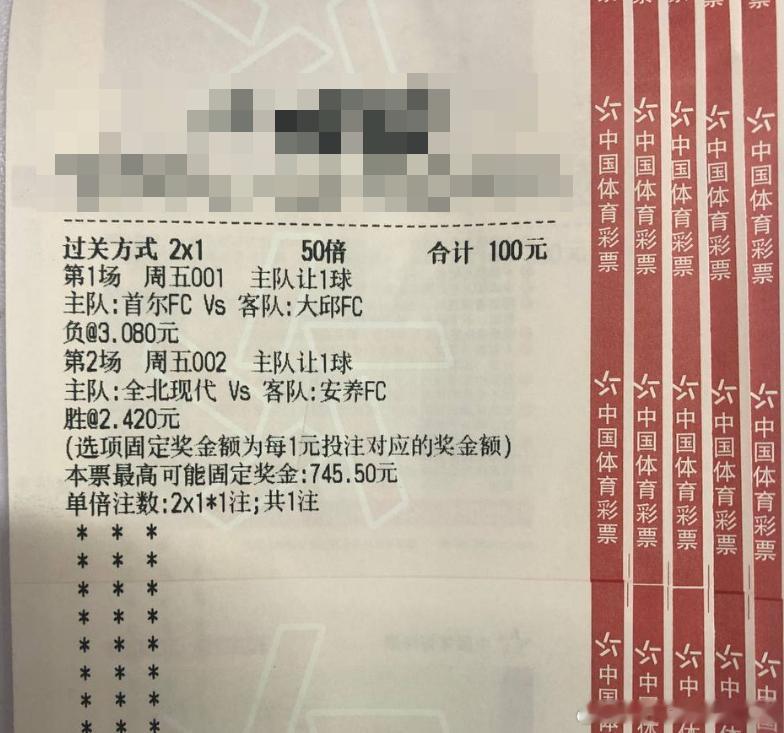 过关方式 2x1 50倍 合计 100元
第1场 周五001 主队让1球
主队:首尔FC Vs 客队:大邱FC
负@3.080元
第2场 周五002 主队让1球
主队:全北现代 Vs 客队:安养FC
胜@2.420元
(选项固定奖金额为每1元投注对应的奖金额)
本票最高可能固定奖金:745.50元
单倍注数:2x1*1注;共1注
* * *
* * *
* * *
* * *
* * *
* * *
* * *
* * *
中国体育彩票
中国体育彩票
中国体育彩票
中国体育彩票
中国体育彩票
中国体育彩票
中国体育彩票
中国体育彩票
中国体育彩票
中国体育彩票